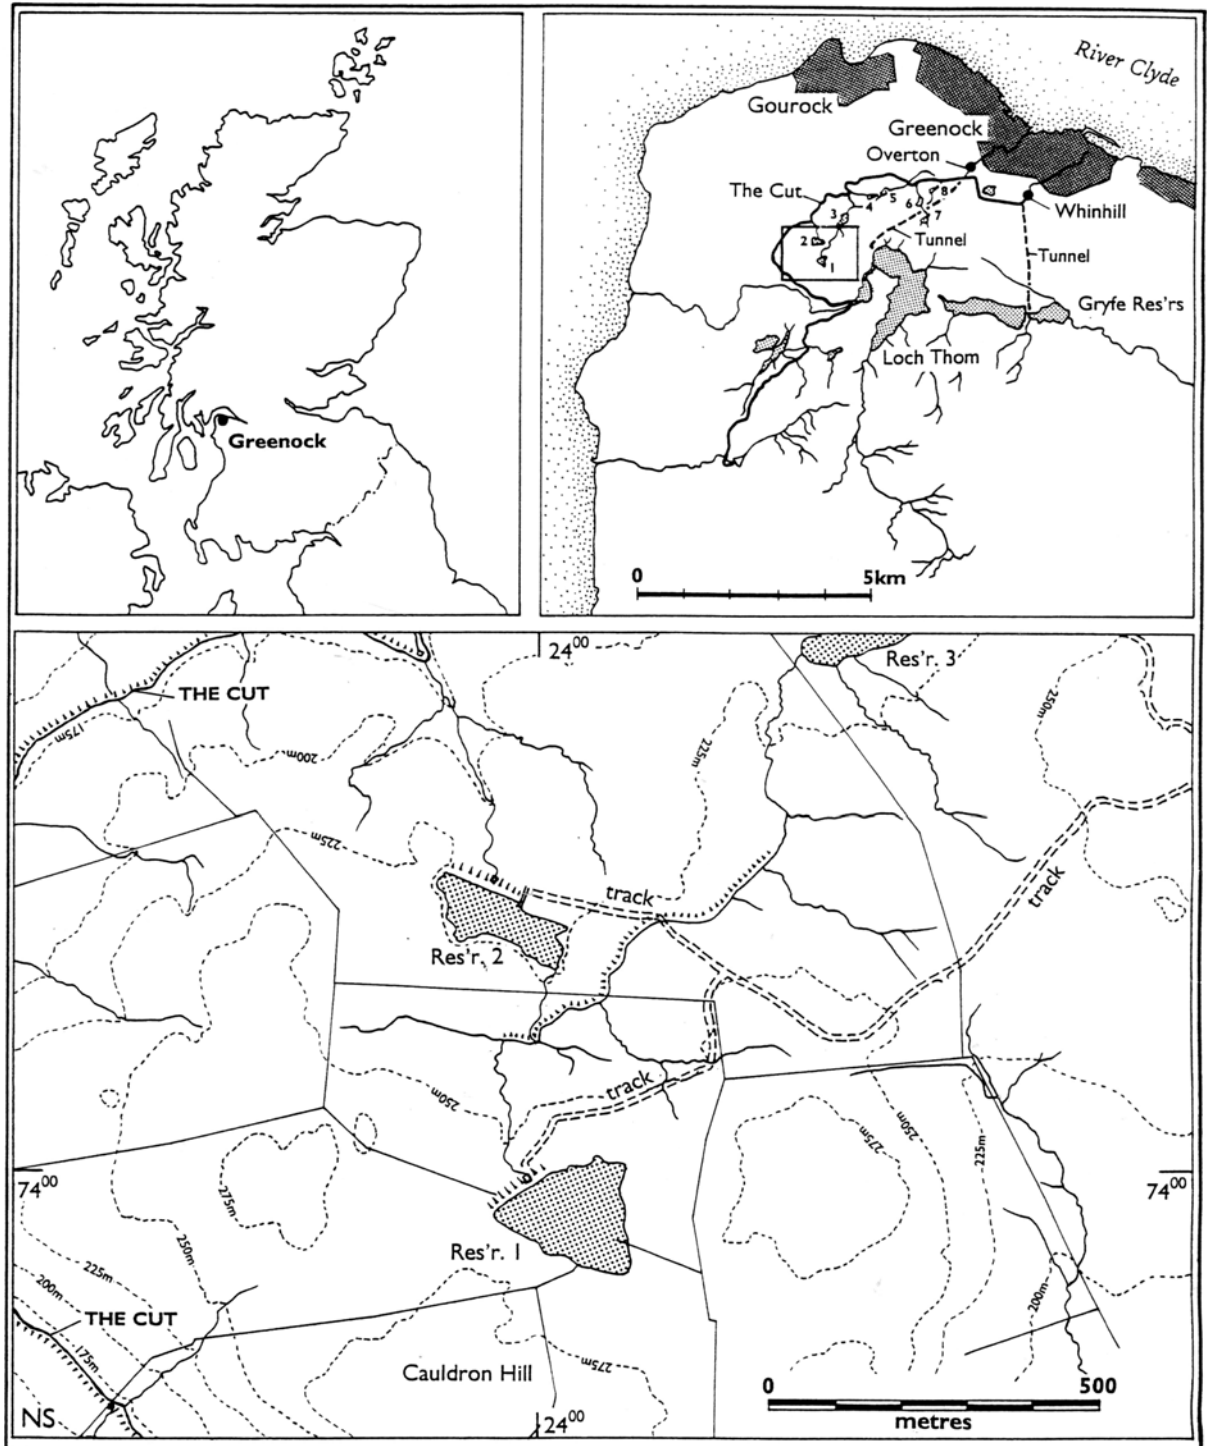 Greenock
River Clyde
Gourock
Greenock
Overton
The Cut
5
8
4
6
3
7
Whinhill
2
Tunnel
Tunnel
1
Gryfe Res'rs
Loch Thom
0 5km
24⁰⁰
Res'r. 3
THE CUT
250m
175m
200m
225m
225m
track
track
Res'r. 2
track
250m
275m
250m
225m
74⁰⁰
74⁰⁰
275m
Res'r. 1
250m
225m
200m
200m
THE CUT
175m
Cauldron Hill
275m
0 500
metres
NS
24⁰⁰